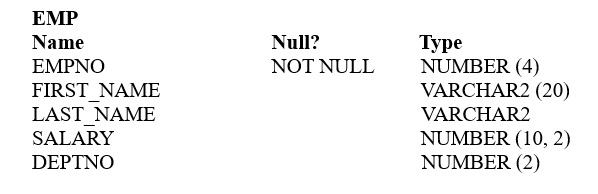 EMP
Name Null? Type
EMPNO NOT NULL NUMBER (4)
FIRST_NAME VARCHAR2 (20)
LAST_NAME VARCHAR2
SALARY NUMBER (10, 2)
DEPTNO NUMBER (2)